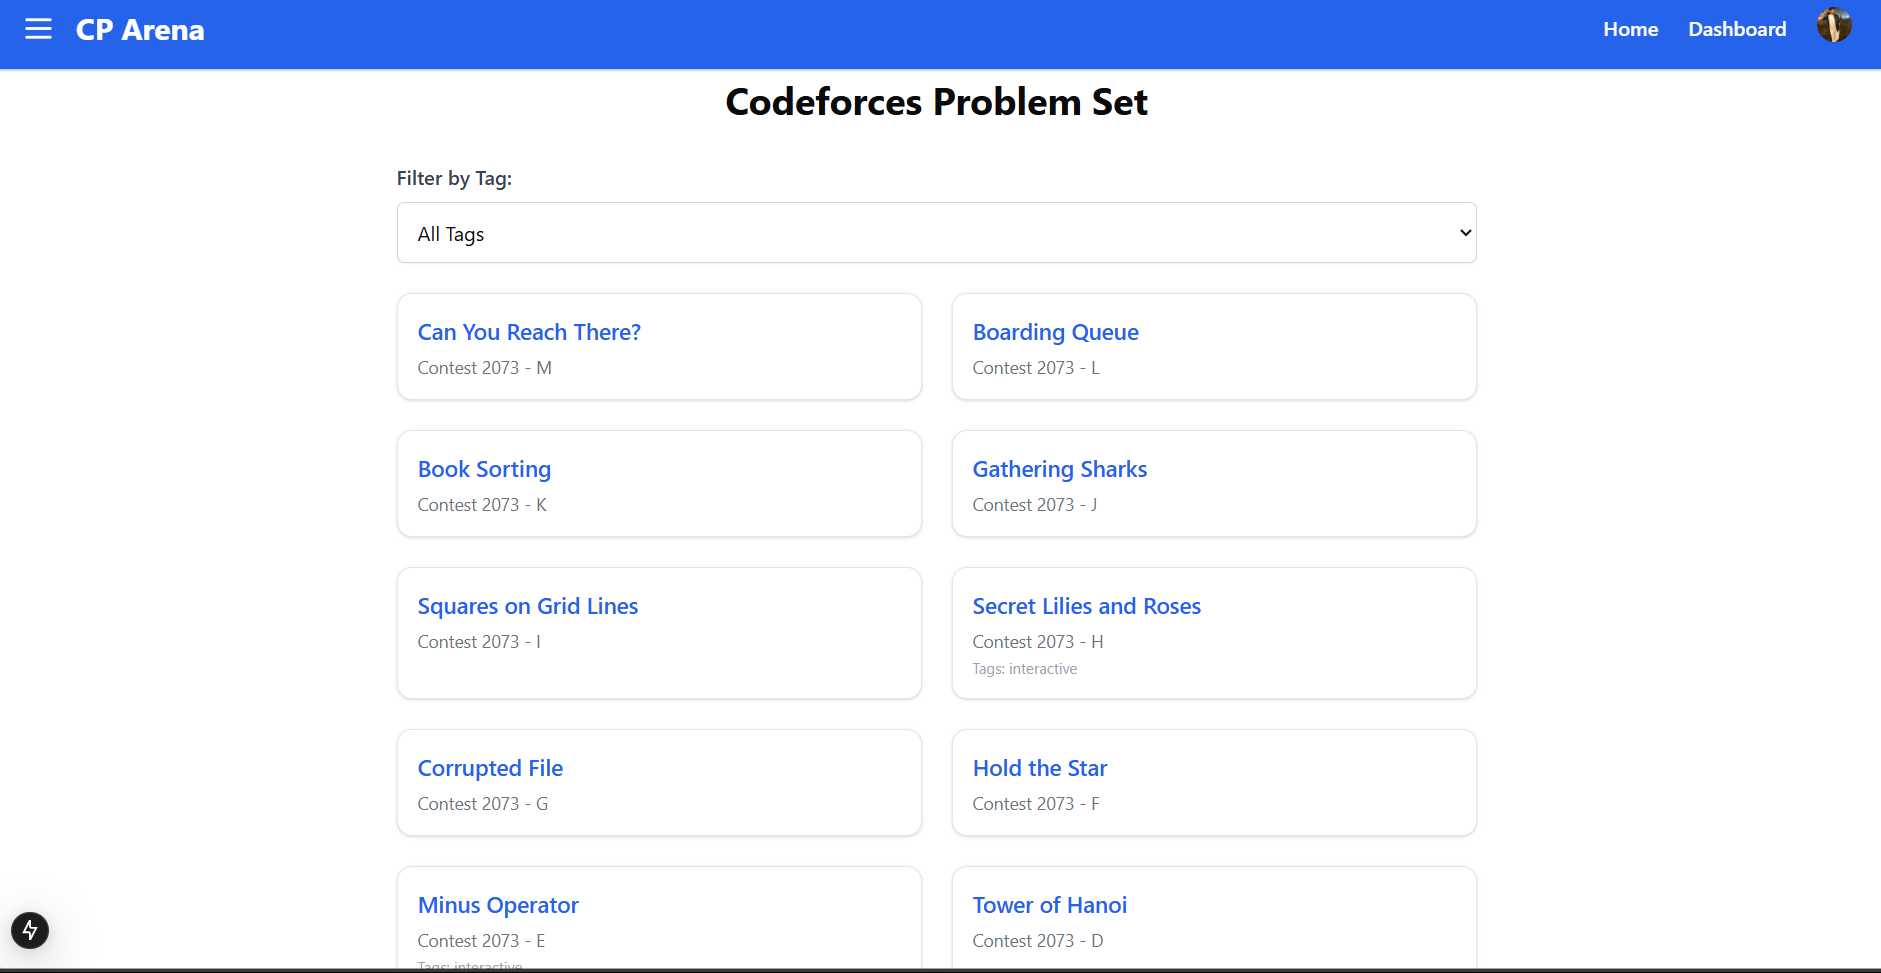 CP Arena
Home
Dashboard
Codeforces Problem Set
Filter by Tag:
All Tags
Can You Reach There?
Contest 2073 - M
Boarding Queue
Contest 2073 - L
Book Sorting
Contest 2073 - K
Gathering Sharks
Contest 2073 - J
Squares on Grid Lines
Contest 2073 - I
Secret Lilies and Roses
Contest 2073 - H
Tags: interactive
Corrupted File
Contest 2073 - G
Hold the Star
Contest 2073 - F
Minus Operator
Contest 2073 - E
Tags: interactive
Tower of Hanoi
Contest 2073 - D